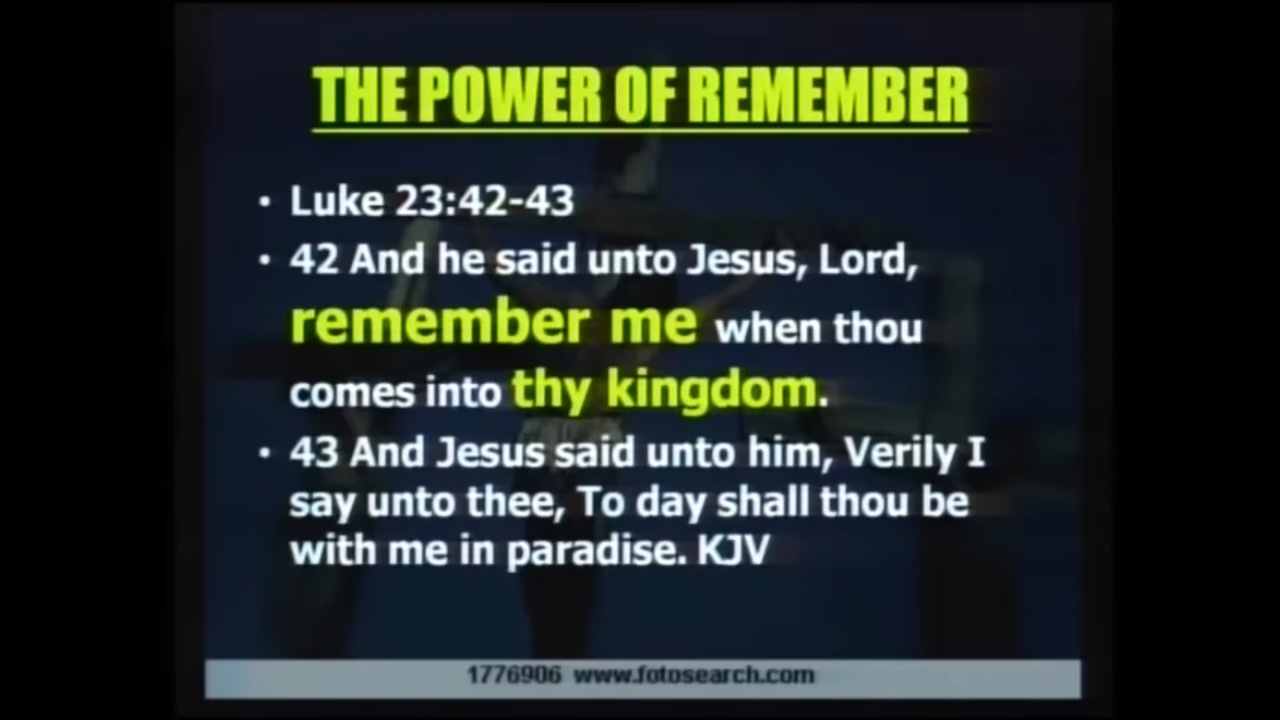 THE POWER OF REMEMBER
• Luke 23:42-43
• 42 And he said unto Jesus, Lord,
remember me when thou
comes into thy kingdom.
• 43 And Jesus said unto him, Verily I
say unto thee, To day shall thou be
with me in paradise. KJV
1776906 www.fotosearch.com